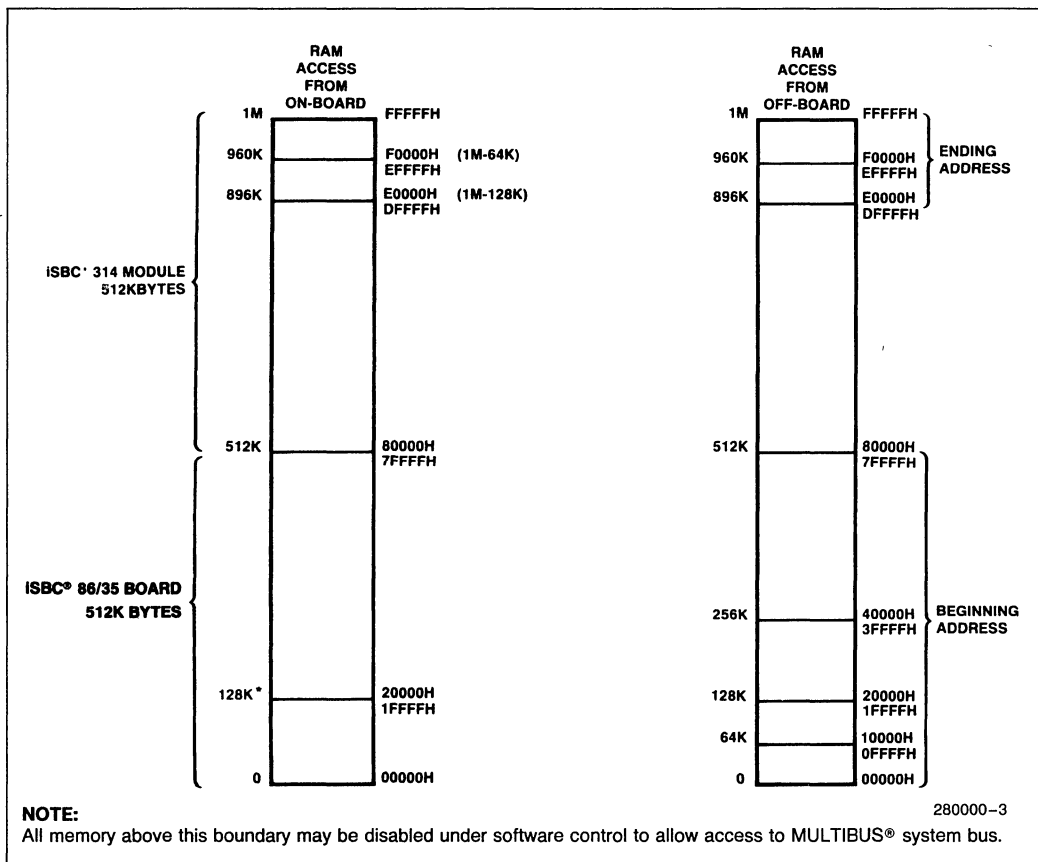 RAM
ACCESS
FROM
ON-BOARD
1M FFFFFH
960K F0000H (1M-64K)
EFFFFH
896K E0000H (1M-128K)
DFFFFH
iSBC* 314 MODULE
512KBYTES
512K 80000H
7FFFFH
iSBC® 86/35 BOARD
512K BYTES
128K* 20000H
1FFFFH
0 00000H
RAM
ACCESS
FROM
OFF-BOARD
1M FFFFFH
960K F0000H
EFFFFH
896K E0000H
DFFFFH
ENDING
ADDRESS
512K 80000H
7FFFFH
256K 40000H
3FFFFH
BEGINNING
ADDRESS
128K 20000H
1FFFFH
64K 10000H
0FFFFH
0 00000H
280000–3
NOTE:
All memory above this boundary may be disabled under software control to allow access to MULTIBUS® system bus.